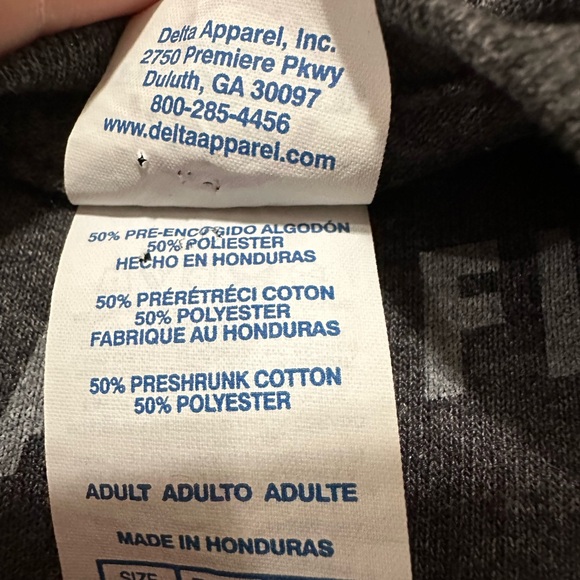 Delta Apparel, Inc.
2750 Premiere Pkwy
Duluth, GA 30097
800-285-4456
www.deltaapparel.com
50% PRE-ENCOGIDO ALGODÓN
50% POLIESTER
HECHO EN HONDURAS
50% PRÉRÉTRÉCI COTON
50% POLYESTER
FABRIQUE AU HONDURAS
50% PRESHRUNK COTTON
50% POLYESTER
ADULT ADULTO ADULTE
MADE IN HONDURAS
SIZE